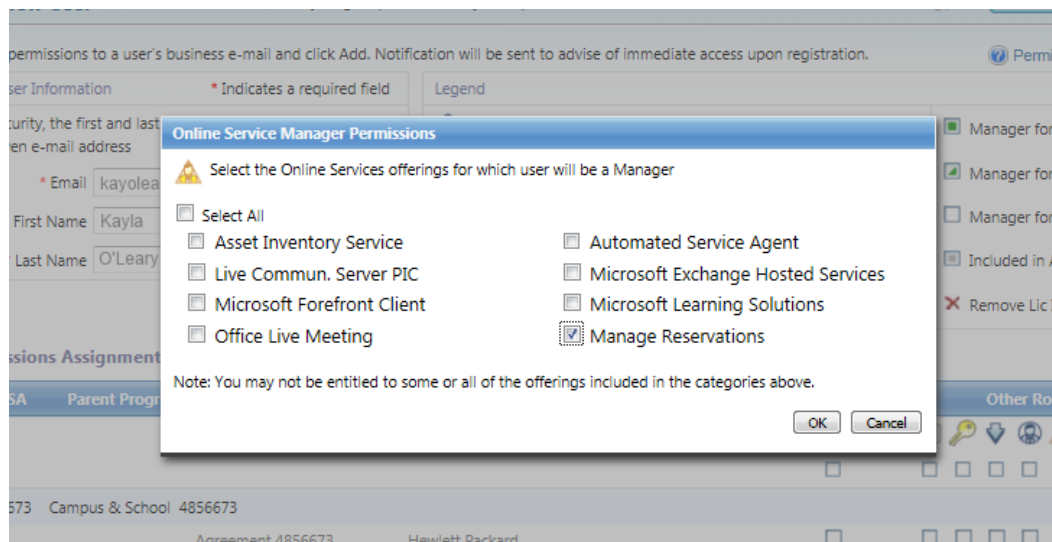 permissions to a user's business e-mail and click Add. Notification will be sent to advise of immediate access upon registration.
ser Information * Indicates a required field Legend
curity, the first and last
en e-mail address
Online Service Manager Permissions
Manager for
Select the Online Services offerings for which user will be a Manager
* Email kayolea
Manager for
Select All
First Name Kayla
Manager for
Asset Inventory Service Automated Service Agent
Last Name O'Leary
Included in
Live Commun. Server PIC Microsoft Exchange Hosted Services
Microsoft Forefront Client Microsoft Learning Solutions
Remove Lic
Office Live Meeting Manage Reservations
ssions Assignment
Note: You may not be entitled to some or all of the offerings included in the categories above.
SA Parent Progr Other Ro
OK Cancel
673 Campus & School 4856673
Agreement 4856673 Hewlett Packard